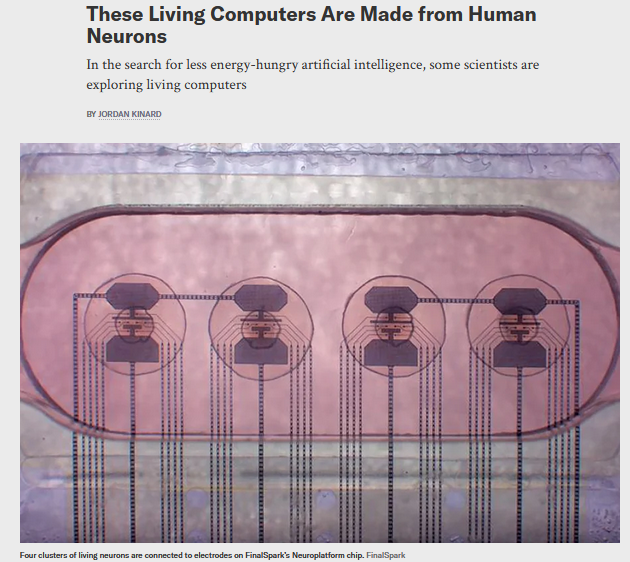 These Living Computers Are Made from Human
Neurons
In the search for less energy-hungry artificial intelligence, some scientists are
exploring living computers
BY JORDAN KINARD
Four clusters of living neurons are connected to electrodes on FinalSpark's Neuroplatform chip. FinalSpark